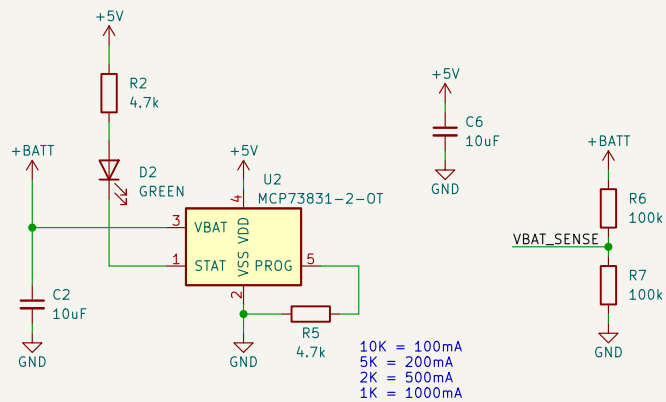 +5V
R2
4.7k
+5V
C6
10uF
GND
+BATT
D2
GREEN
+5V
U2
MCP73831-2-OT
4
3
VBAT
VDD
1
STAT
VSS
PROG
5
2
C2
10uF
GND
GND
R5
4.7k
10K = 100mA
5K = 200mA
2K = 500mA
1K = 1000mA
+BATT
R6
100k
VBAT_SENSE
R7
100k
GND